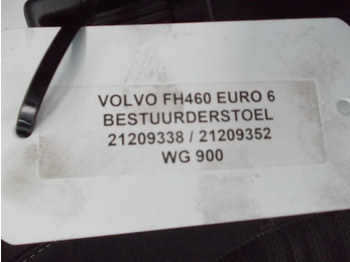 VOLVO FH460 EURO 6
BESTUURDERSTOEL
21209338 / 21209352
WG 900